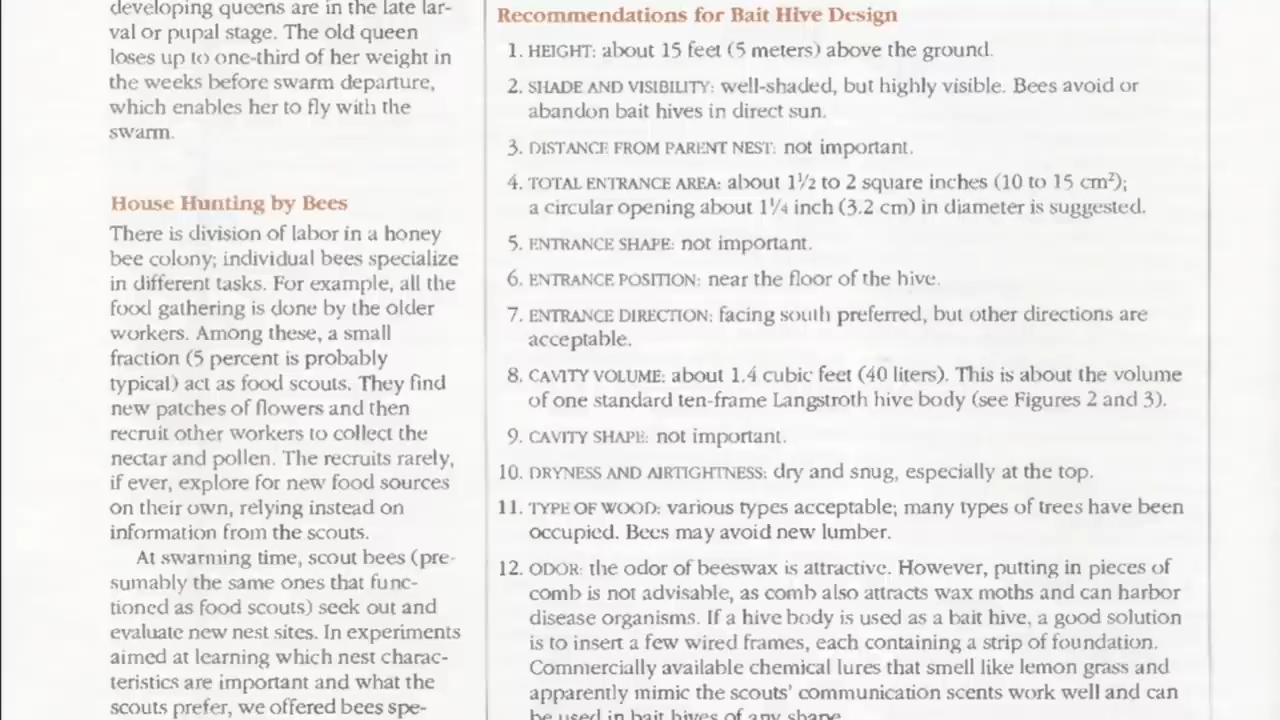 developing queens are in the late lar-
val or pupal stage. The old queen
loses up to one-third of her weight in
the weeks before swarm departure,
which enables her to fly with the
swarm.
House Hunting by Bees
There is division of labor in a honey
bee colony; individual bees specialize
in different tasks. For example, all the
food gathering is done by the older
workers. Among these, a small
fraction (5 percent is probably
typical) act as food scouts. They find
new patches of flowers and then
recruit other workers to collect the
nectar and pollen. The recruits rarely,
if ever, explore for new food sources
on their own, relying instead on
information from the scouts.
At swarming time, scout bees (pre-
sumably the same ones that func-
tioned as food scouts) seek out and
evaluate new nest sites. In experiments
aimed at learning which nest charac-
teristics are important and what the
scouts prefer, we offered bees spe-
Recommendations for Bait Hive Design
1. HEIGHT: about 15 feet (5 meters) above the ground.
2. SHADE AND VISIBILITY: well-shaded, but highly visible. Bees avoid or
abandon bait hives in direct sun.
3. DISTANCE FROM PARENT NEST: not important.
4. TOTAL ENTRANCE AREA: about 1½ to 2 square inches (10 to 15 cm²);
a circular opening about 1¼ inch (3.2 cm) in diameter is suggested.
5. ENTRANCE SHAPE: not important.
6. ENTRANCE POSITION: near the floor of the hive.
7. ENTRANCE DIRECTION: facing south preferred, but other directions are
acceptable.
8. CAVITY VOLUME: about 1.4 cubic feet (40 liters). This is about the volume
of one standard ten-frame Langstroth hive body (see Figures 2 and 3).
9. CAVITY SHAPE: not important.
10. DRYNESS AND AIRTIGHTNESS: dry and snug, especially at the top.
11. TYPE OF WOOD: various types acceptable; many types of trees have been
occupied. Bees may avoid new lumber.
12. ODOR: the odor of beeswax is attractive. However, putting in pieces of
comb is not advisable, as comb also attracts wax moths and can harbor
disease organisms. If a hive body is used as a bait hive, a good solution
is to insert a few wired frames, each containing a strip of foundation.
Commercially available chemical lures that smell like lemon grass and
apparently mimic the scouts' communication scents work well and can
be used in bait hives of any shape.